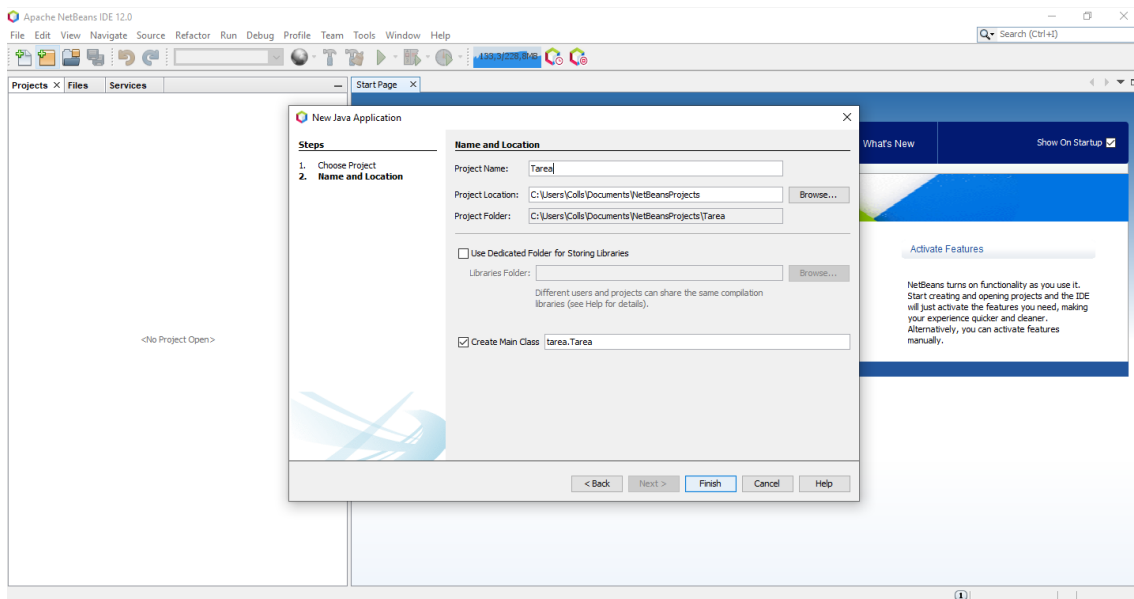 Apache NetBeans IDE 12.0
File Edit View Navigate Source Refactor Run Debug Profile Team Tools Window Help
Search (Ctrl+I)
Projects Files Services
Start Page
New Java Application
Steps
1. Choose Project
2. Name and Location
Name and Location
Project Name: Tarea
Project Location: C:\Users\Colls\Documents\NetBeansProjects Browse...
Project Folder: C:\Users\Colls\Documents\NetBeansProjects\Tarea
Use Dedicated Folder for Storing Libraries
Libraries Folder: Browse...
Different users and projects can share the same compilation
libraries (see Help for details).
Create Main Class tarea.Tarea
< Back Next > Finish Cancel Help
<No Project Open>
What's New
Show On Startup
Activate Features
NetBeans turns on functionality as you use it.
Start creating and opening projects and the IDE
will just activate the features you need, making
your experience quicker and cleaner.
Alternatively, you can activate features
manually.
1